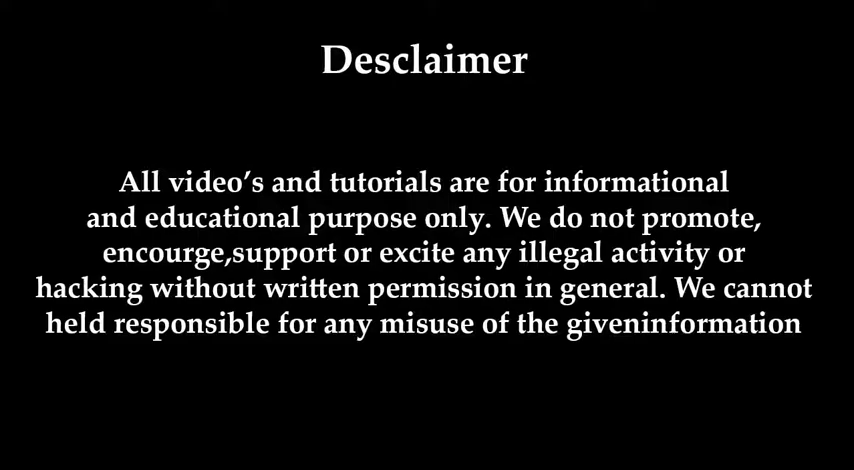 Desclaimer
All video's and tutorials are for informational
and educational purpose only. We do not promote,
encourge,support or excite any illegal activity or
hacking without written permission in general. We cannot
held responsible for any misuse of the giveninformation